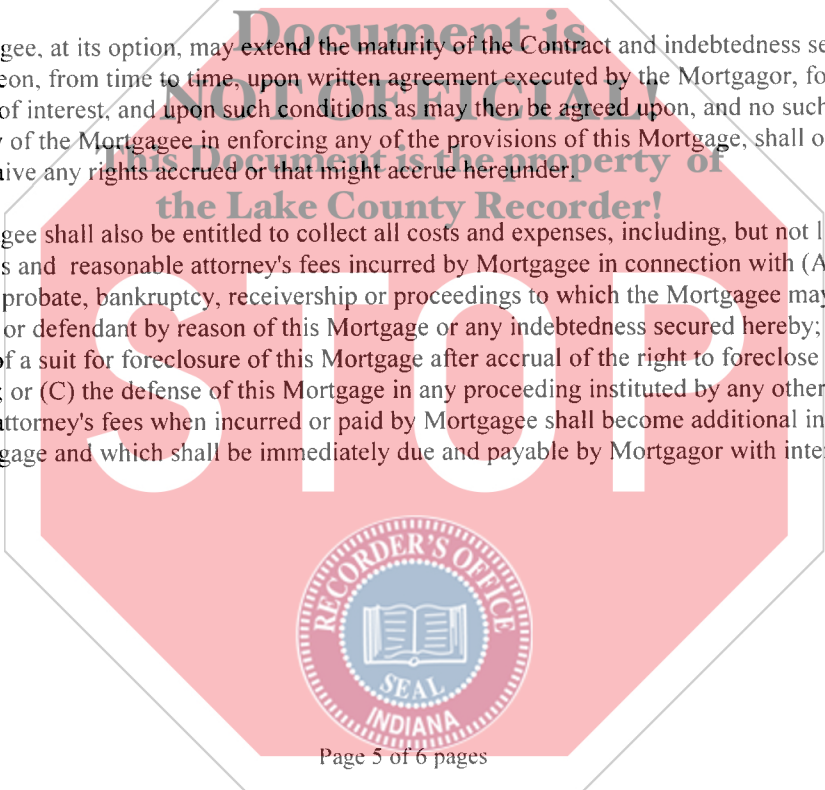 Document is
gee, at its option, may extend the maturity of the Contract and indebtedness se
eon, from time to time, upon written agreement executed by the Mortgagor, fo
NOT OFFICIAL!
of interest, and upon such conditions as may then be agreed upon, and no such
of the Mortgagee in enforcing any of the provisions of this Mortgage, shall o
This Document is the property of
ive any rights accrued or that might accrue hereunder.
the Lake County Recorder!
gee shall also be entitled to collect all costs and expenses, including, but not l
s and reasonable attorney's fees incurred by Mortgagee in connection with (A
probate, bankruptcy, receivership or proceedings to which the Mortgagee may
or defendant by reason of this Mortgage or any indebtedness secured hereby;
of a suit for foreclosure of this Mortgage after accrual of the right to foreclose
; or (C) the defense of this Mortgage in any proceeding instituted by any other
STOP
attorney's fees when incurred or paid by Mortgagee shall become additional in
gage and which shall be immediately due and payable by Mortgagor with inter
RECORDER'S OFFICE
SEAL
INDIANA
Page 5 of 6 pages